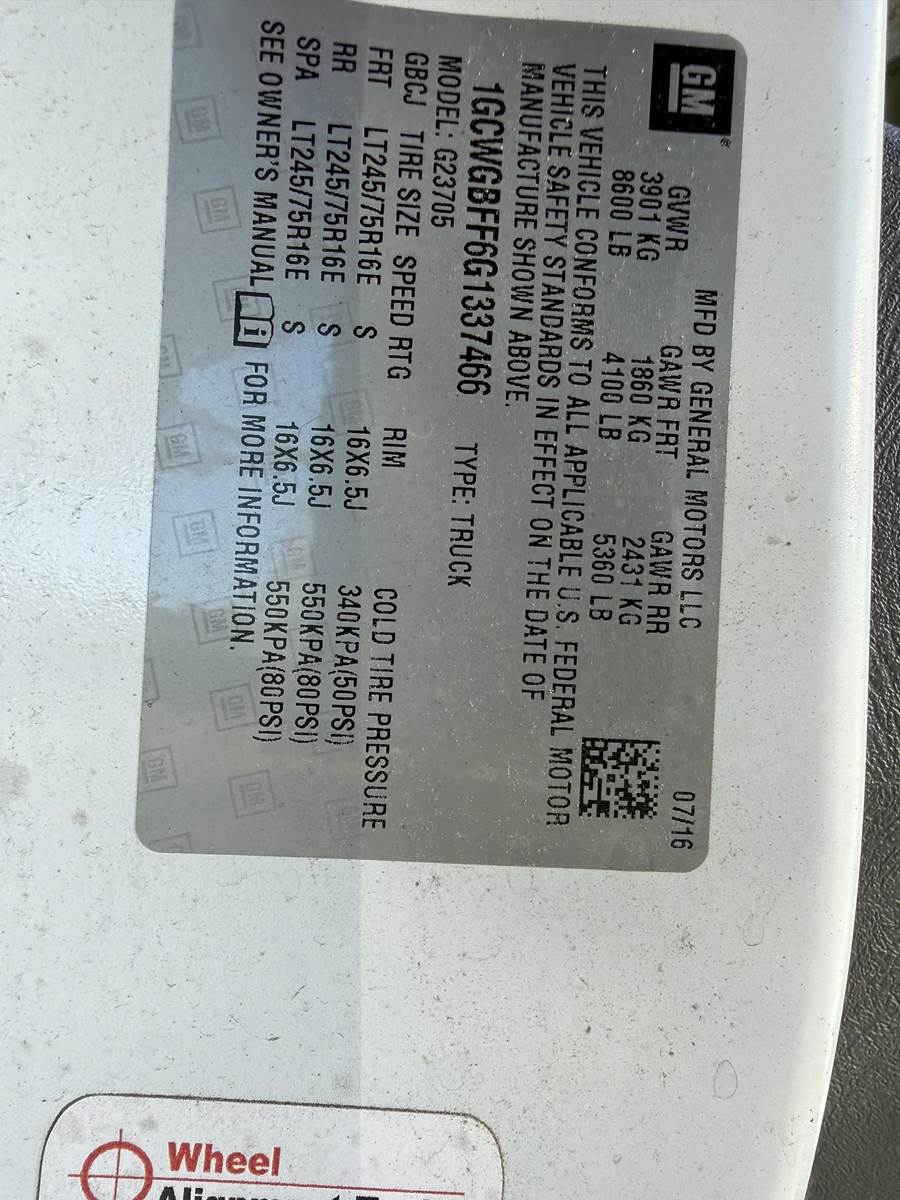 GM
MFD BY GENERAL MOTORS LLC 07/16
GVWR GAWR FRT GAWR RR
3901 KG 1860 KG 2431 KG
8600 LB 4100 LB 5360 LB
THIS VEHICLE CONFORMS TO ALL APPLICABLE U.S. FEDERAL MOTOR
VEHICLE SAFETY STANDARDS IN EFFECT ON THE DATE OF
MANUFACTURE SHOWN ABOVE.
1GCWGBFF6G1337466 TYPE: TRUCK
MODEL: G23705
GBCJ TIRE SIZE SPEED RTG RIM COLD TIRE PRESSURE
FRT LT245/75R16E S 16X6.5J 340KPA(50PSI)
RR LT245/75R16E S 16X6.5J 550KPA(80PSI)
SPA LT245/75R16E S 16X6.5J 550KPA(80PSI)
SEE OWNER'S MANUAL i FOR MORE INFORMATION.
Wheel
Alignment